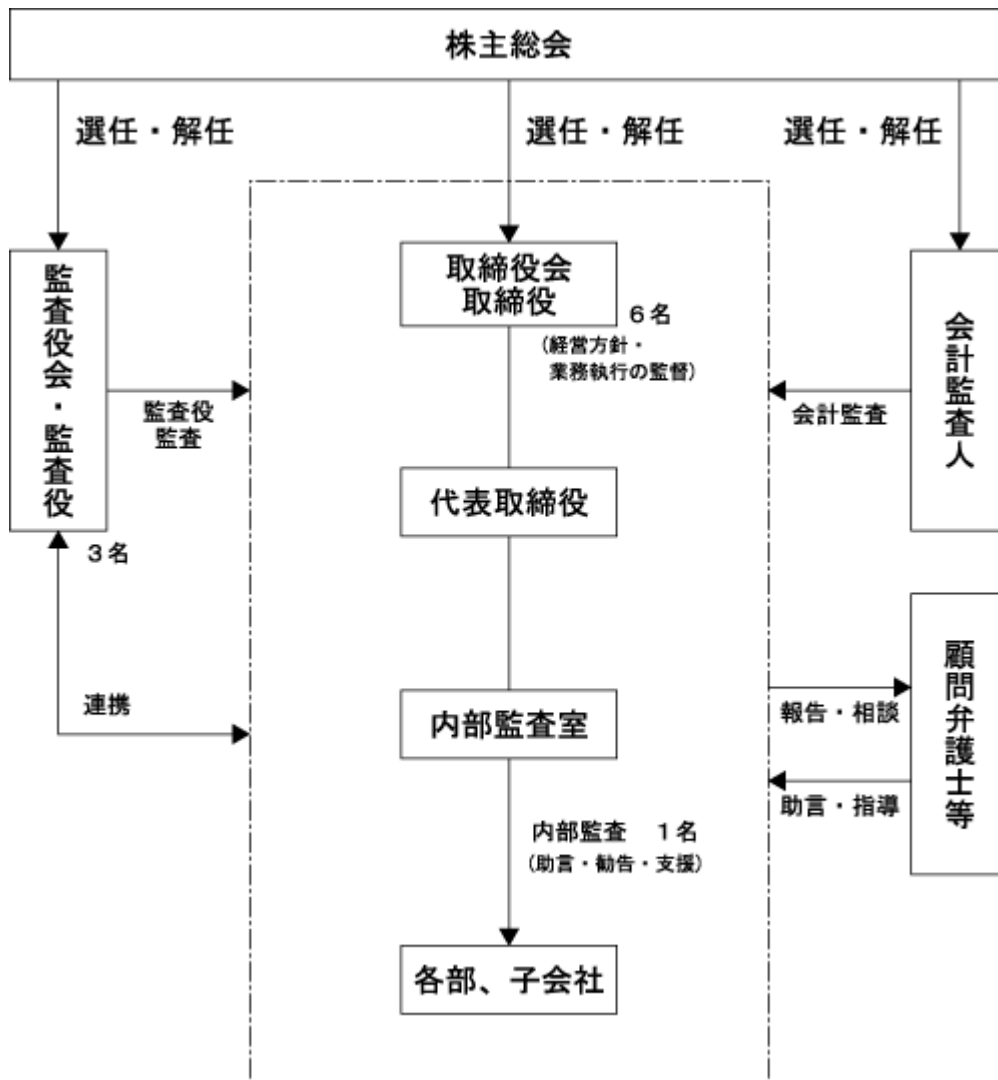 株主総会
選任・解任
選任・解任
選任・解任
監査役会・監査役
3名
監査役
監査
連携
取締役会
取締役
6名
(経営方針・
業務執行の監督)
代表取締役
内部監査室
内部監査 1名
(助言・勧告・支援)
各部、子会社
会計監査人
会計監査
顧問弁護士等
報告・相談
助言・指導